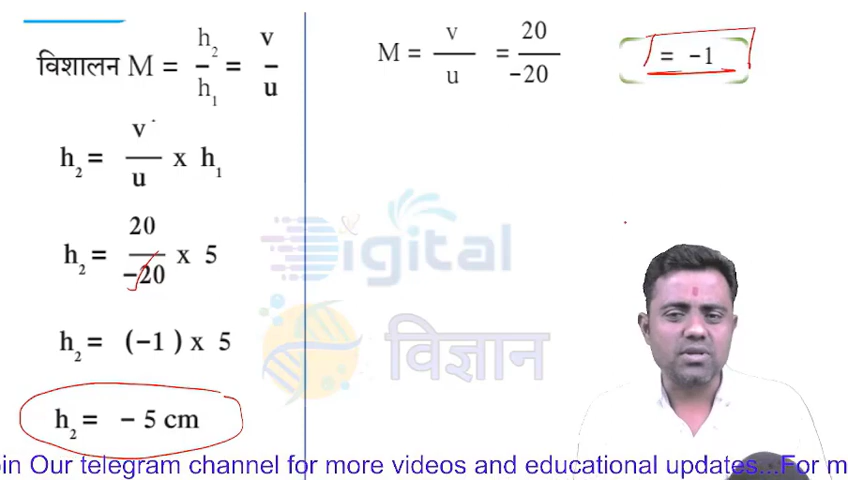 विशालन M = h₂/h₁ = v/u
h₂ = v/u x h₁
h₂ = 20/-20 x 5
h₂ = (-1) x 5
h₂ = - 5 cm
M = v/u = 20/-20 = -1
Digital
विज्ञान
in Our telegram channel for more videos and educational updates...For m